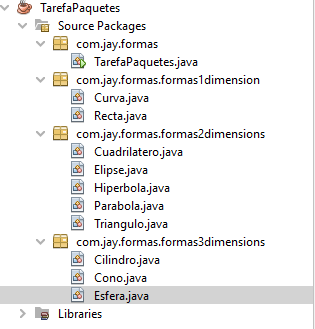 TarefaPaquetes
Source Packages
com.jay.formas
TarefaPaquetes.java
com.jay.formas.formas1dimension
Curva.java
Recta.java
com.jay.formas.formas2dimensions
Cuadrilatero.java
Elipse.java
Hiperbola.java
Parabola.java
Triangulo.java
com.jay.formas.formas3dimensions
Cilindro.java
Cono.java
Esfera.java
Libraries